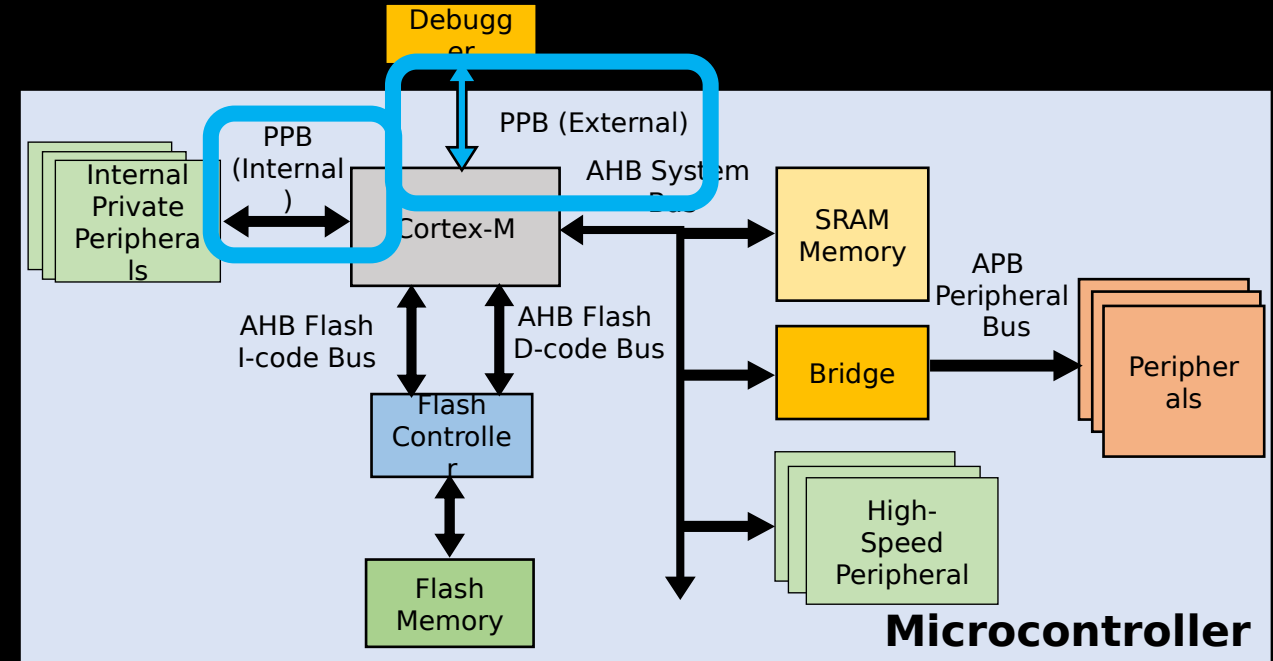 Debugg
er
PPB (External)
PPB
(Internal
)
Internal
Private
Periphera
ls
AHB System
Bus
Cortex-M
SRAM
Memory
APB
Peripheral
Bus
AHB Flash
I-code Bus
AHB Flash
D-code Bus
Bridge
Peripher
als
Flash
Controlle
r
High-
Speed
Peripheral
Flash
Memory
Microcontroller